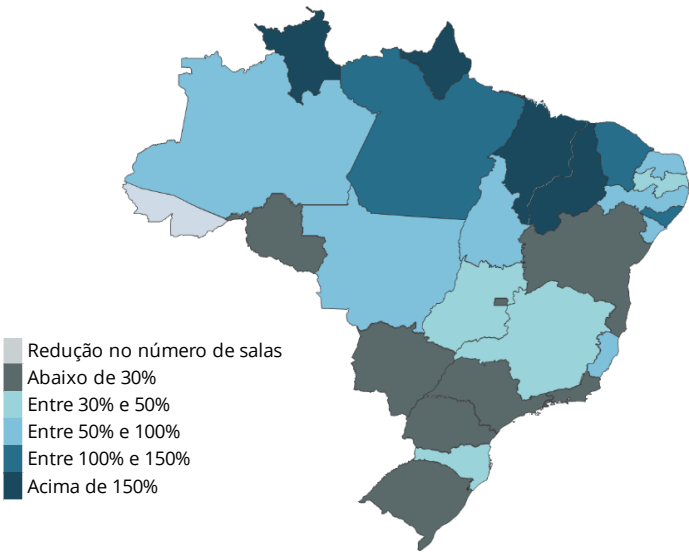 Redução no número de salas
Abaixo de 30%
Entre 30% e 50%
Entre 50% e 100%
Entre 100% e 150%
Acima de 150%